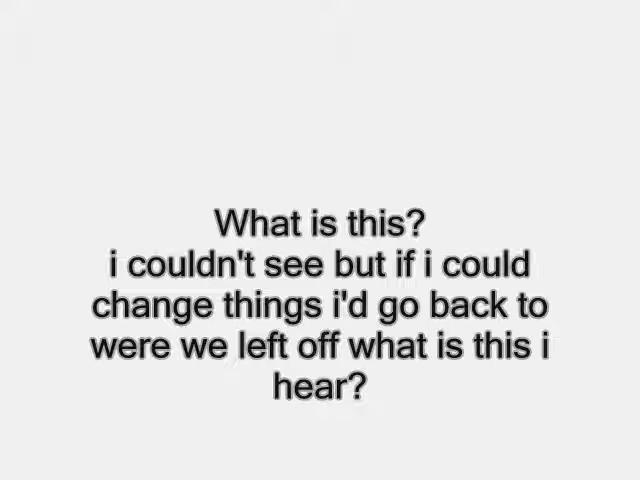 What is this?
i couldn't see but if i could
change things i'd go back to
were we left off what is this i
hear?